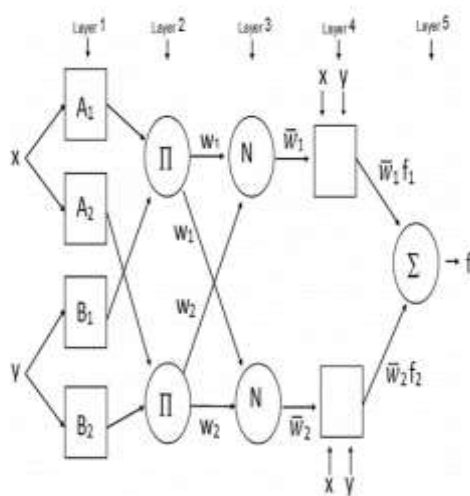 Layer 1 Layer 2 Layer 3 Layer 4 Layer 5
x y
A₁
∏ w₁ N w̅₁
w̅₁ f₁
x
A₂
w₁
∑ f
w₂
B₁
y
w̅₂ f₂
B₂ ∏ w₂ N w̅₂
x y